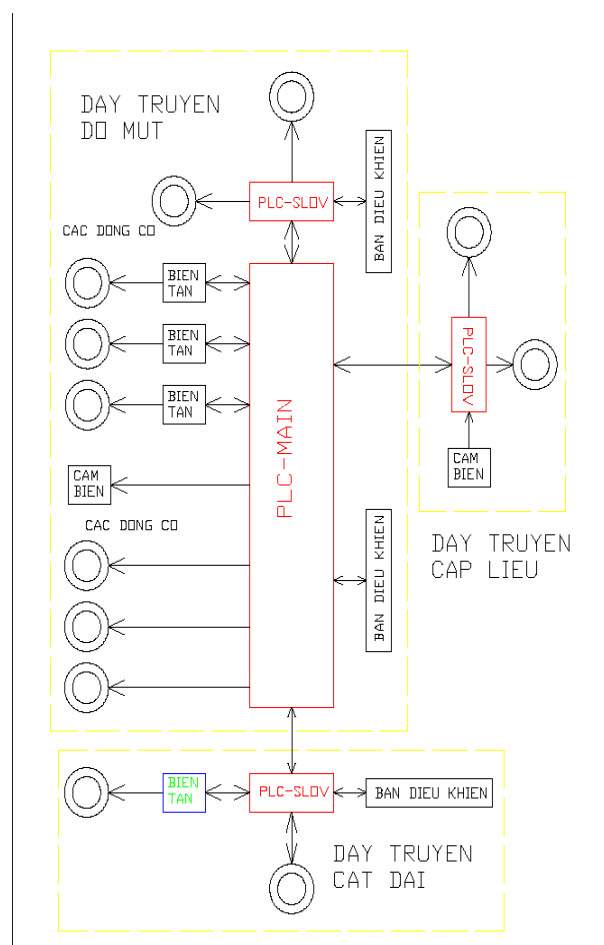 DAY TRUYEN
DO MUT
PLC-SLOV
BAN DIEU KHIEN
CAC DONG CO
BIEN
TAN
BIEN
TAN
BIEN
TAN
PLC-MAIN
PLC-SLOV
CAM
BIEN
CAM
BIEN
CAC DONG CO
BAN DIEU KHIEN
DAY TRUYEN
CAP LIEU
BIEN
TAN
PLC-SLOV
BAN DIEU KHIEN
DAY TRUYEN
CAT DAI